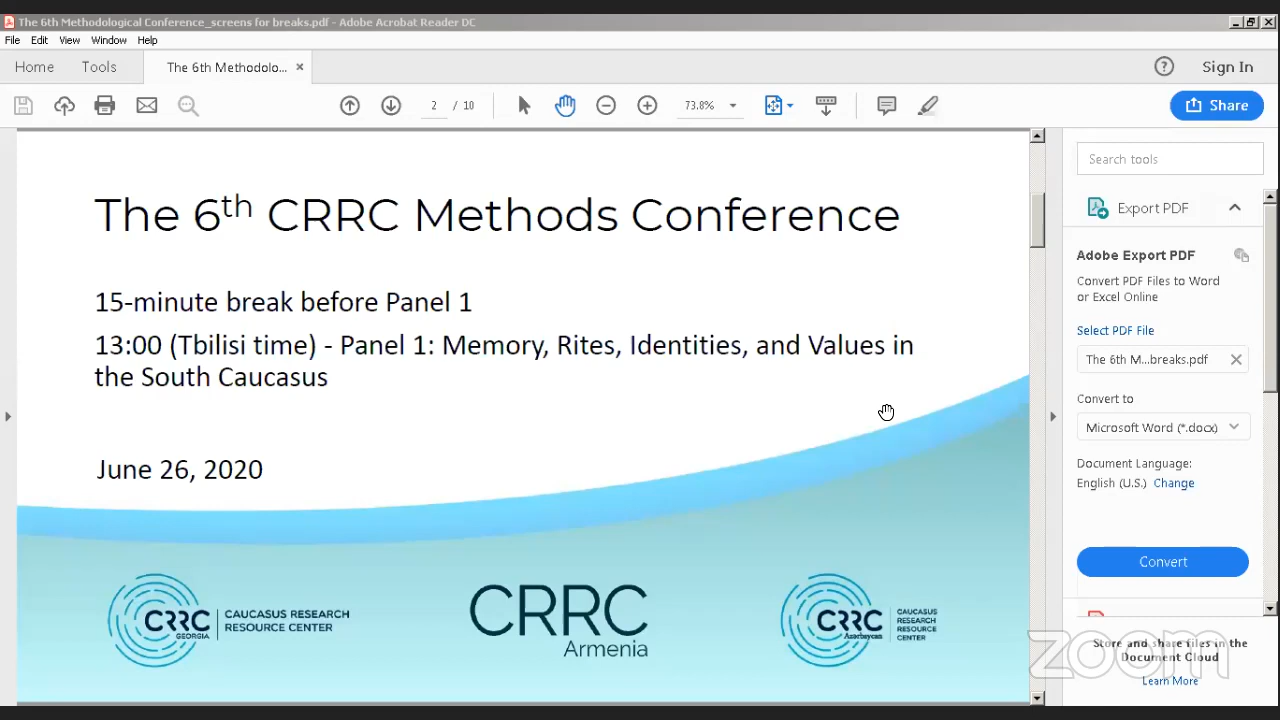 The 6th Methodological Conference_screens for breaks.pdf - Adobe Acrobat Reader DC
File Edit View Window Help
Home Tools The 6th Methodolo... × Sign In
2 / 10 73.8% Share
Search tools
Export PDF
Adobe Export PDF
Convert PDF Files to Word
or Excel Online
Select PDF File
The 6th M...breaks.pdf
Convert to
Microsoft Word (*.docx)
Document Language:
English (U.S.) Change
Convert
Store and share files in the
Document Cloud
Learn More
The 6th CRRC Methods Conference
15-minute break before Panel 1
13:00 (Tbilisi time) - Panel 1: Memory, Rites, Identities, and Values in
the South Caucasus
June 26, 2020
CRRC
GEORGIA
CAUCASUS RESEARCH
RESOURCE CENTER
CRRC
Armenia
CRRC
Azərbaycan
CAUCASUS
RESEARCH
RESOURCE
CENTER
zoom